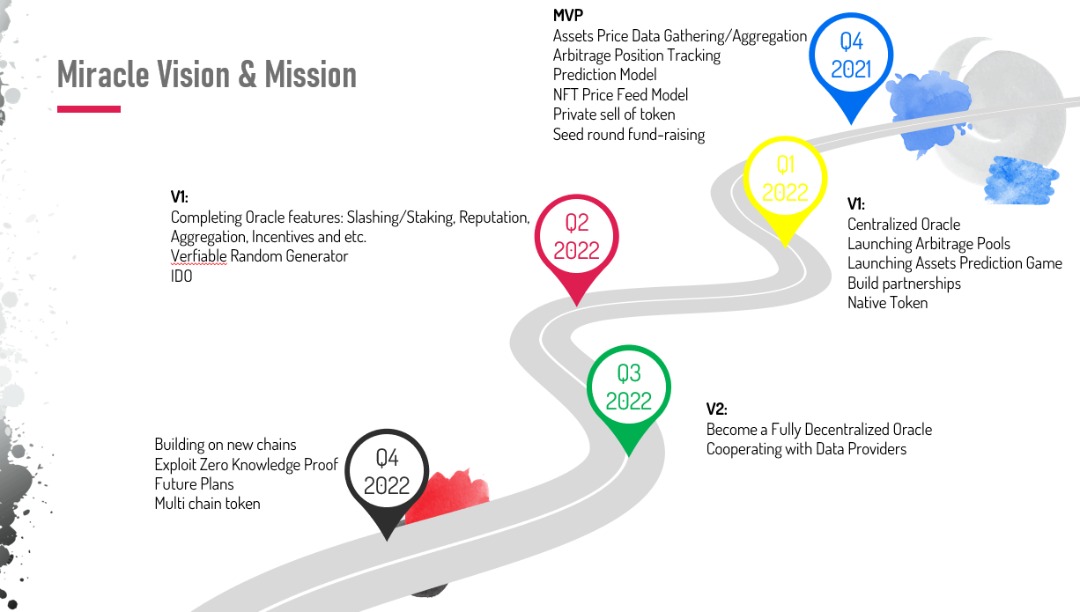 Miracle Vision & Mission
MVP
Assets Price Data Gathering/Aggregation
Arbitrage Position Tracking
Prediction Model
NFT Price Feed Model
Private sell of token
Seed round fund-raising
Q4
2021
Q1
2022
V1:
Centralized Oracle
Launching Arbitrage Pools
Launching Assets Prediction Game
Build partnerships
Native Token
V1:
Completing Oracle features: Slashing/Staking, Reputation,
Aggregation, Incentives and etc.
Verfiable Random Generator
IDO
Q2
2022
Q3
2022
V2:
Become a Fully Decentralized Oracle
Cooperating with Data Providers
Building on new chains
Exploit Zero Knowledge Proof
Future Plans
Multi chain token
Q4
2022